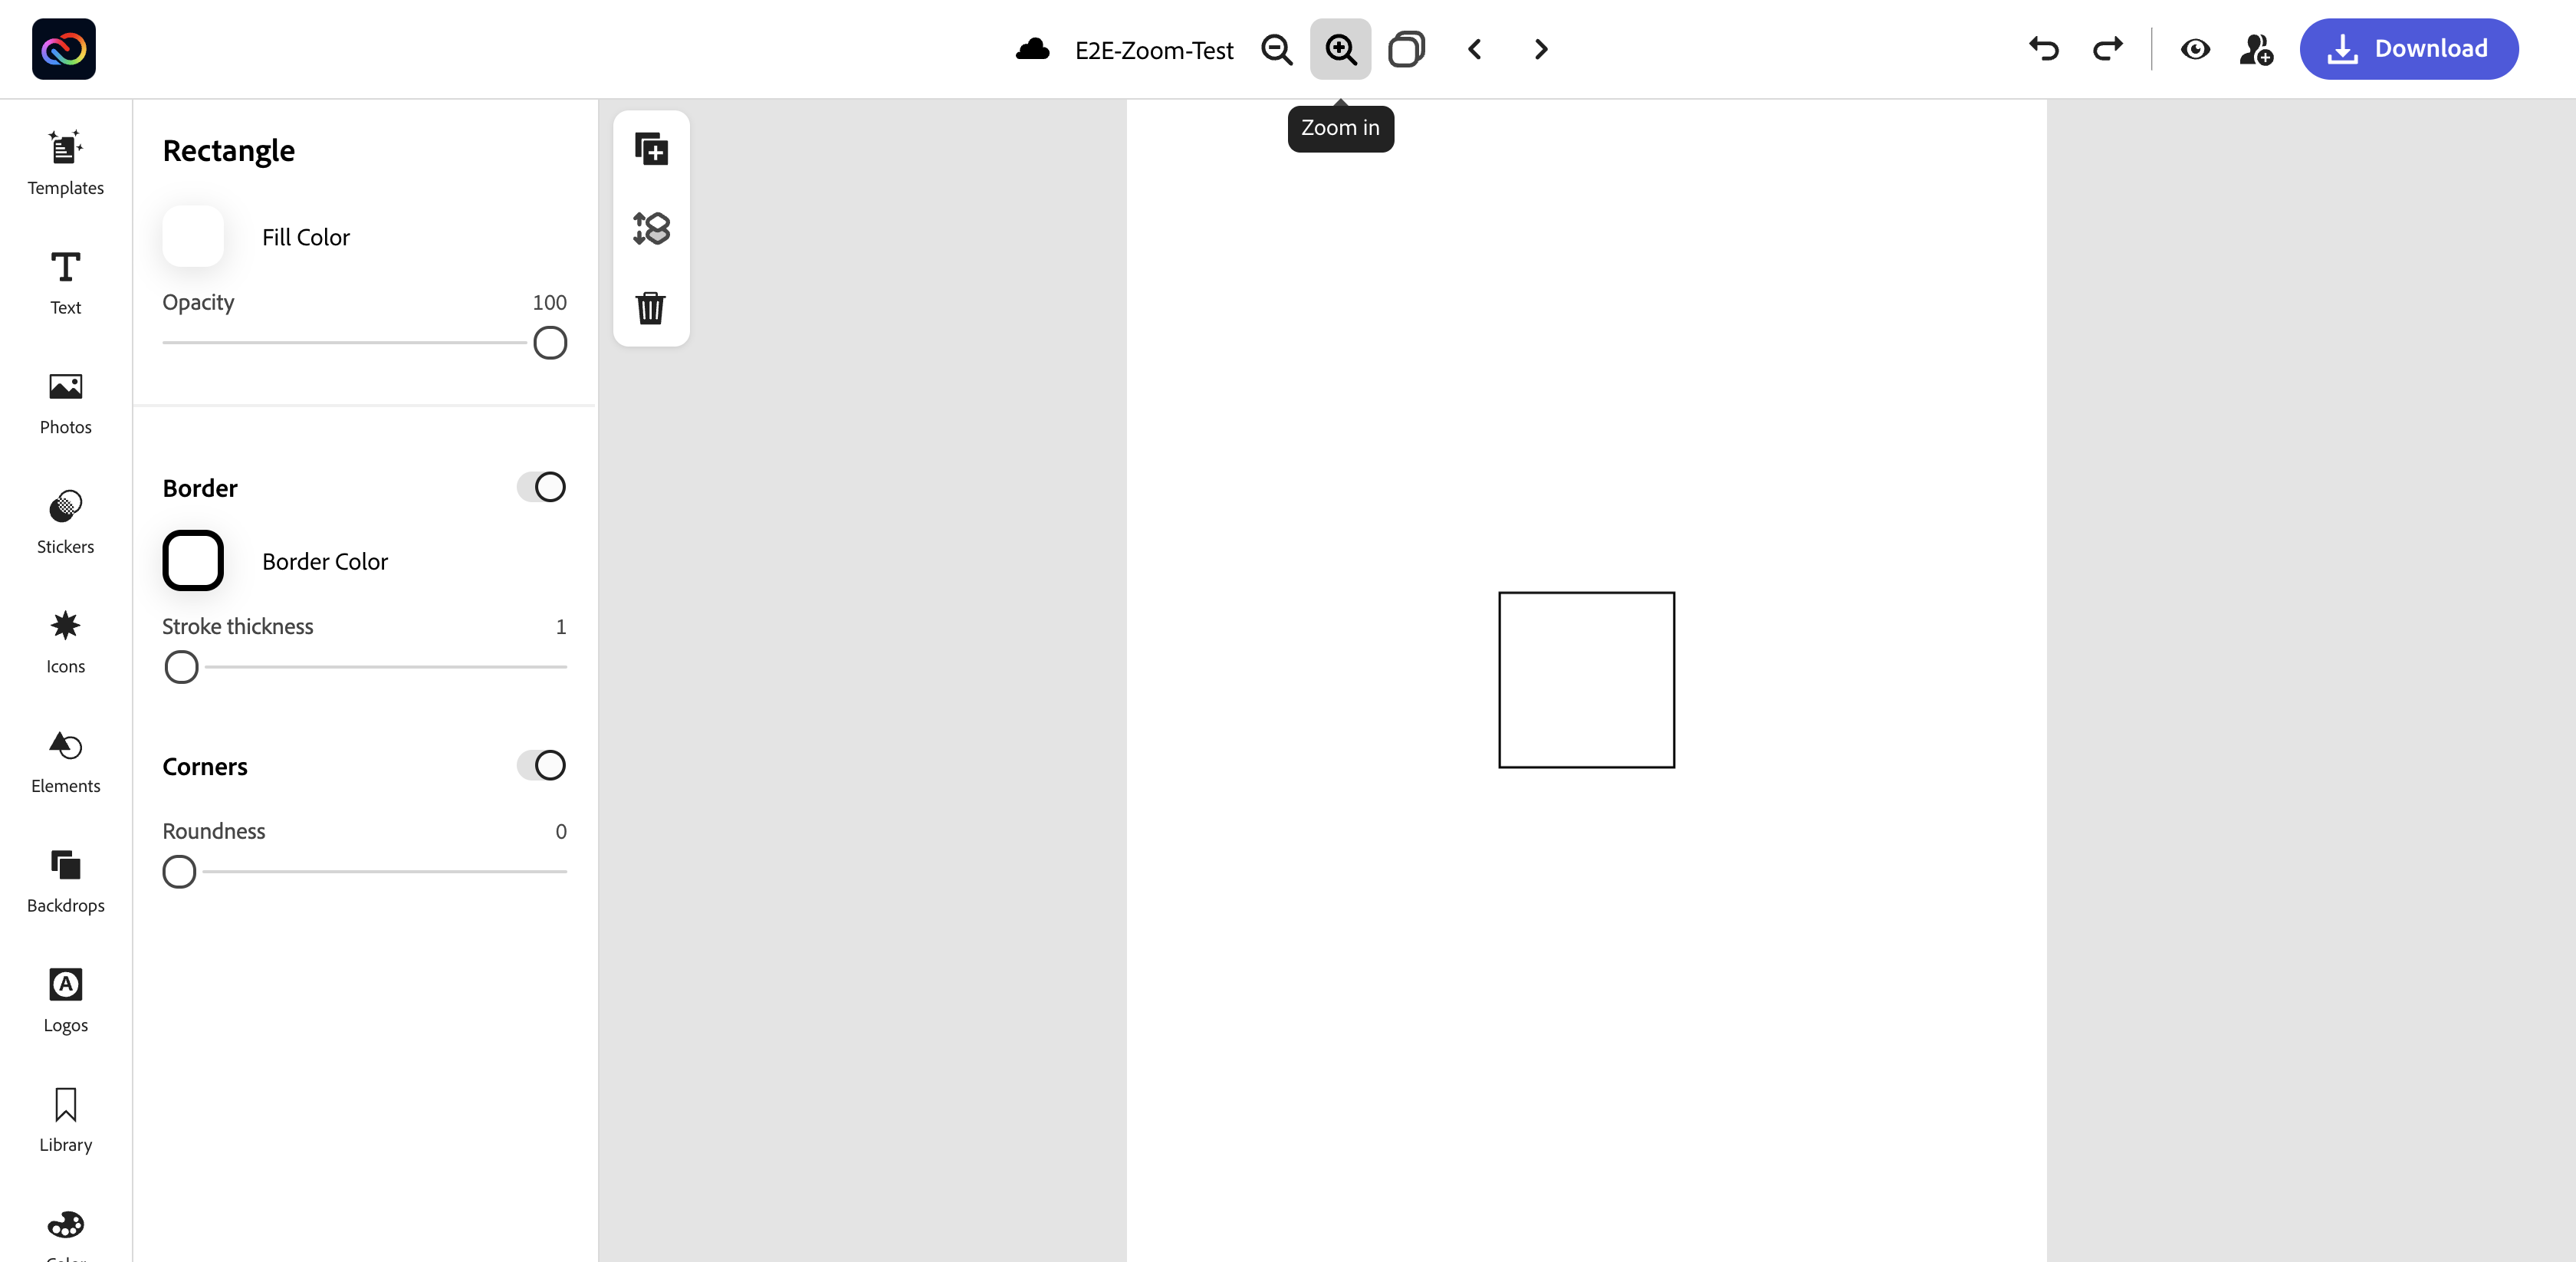 E2E-Zoom-Test
Download
Zoom in
Templates
Text
Photos
Stickers
Icons
Elements
Backdrops
Logos
Library
Color
Rectangle
Fill Color
Opacity 100
Border
Border Color
Stroke thickness 1
Corners
Roundness 0